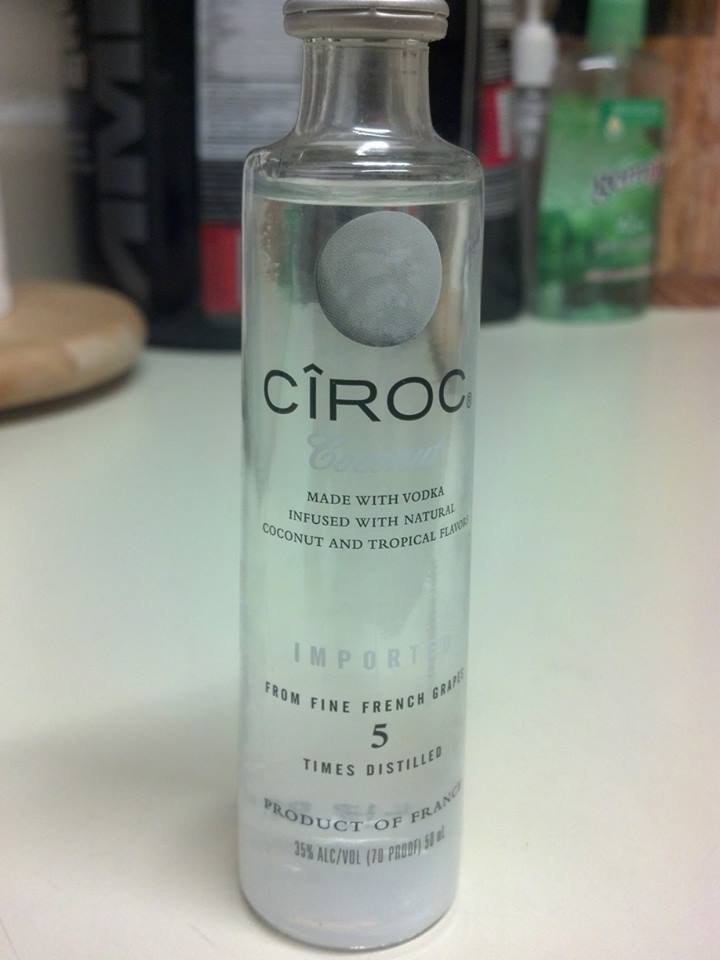 CÎROC®
Coconut
MADE WITH VODKA
INFUSED WITH NATURAL
COCONUT AND TROPICAL FLAVORS
IMPORTED
FROM FINE FRENCH GRAPES
5
TIMES DISTILLED
PRODUCT OF FRANCE
35% ALC/VOL (70 PROOF) 50 mL